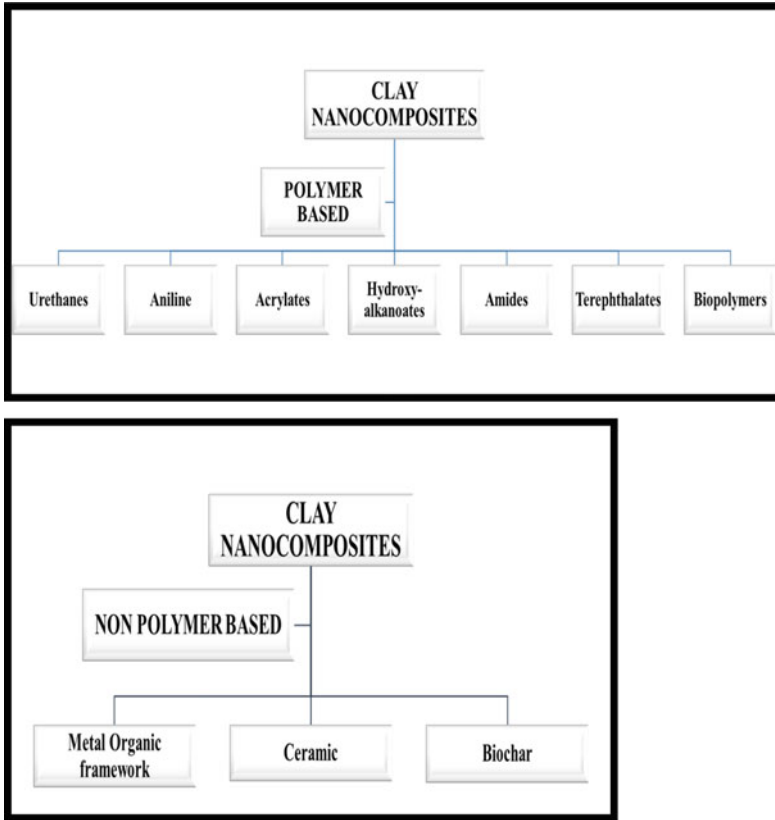 CLAY
NANOCOMPOSITES
POLYMER
BASED
Urethanes
Aniline
Acrylates
Hydroxy-
alkanoates
Amides
Terephthalates
Biopolymers
CLAY
NANOCOMPOSITES
NON POLYMER BASED
Metal Organic
framework
Ceramic
Biochar